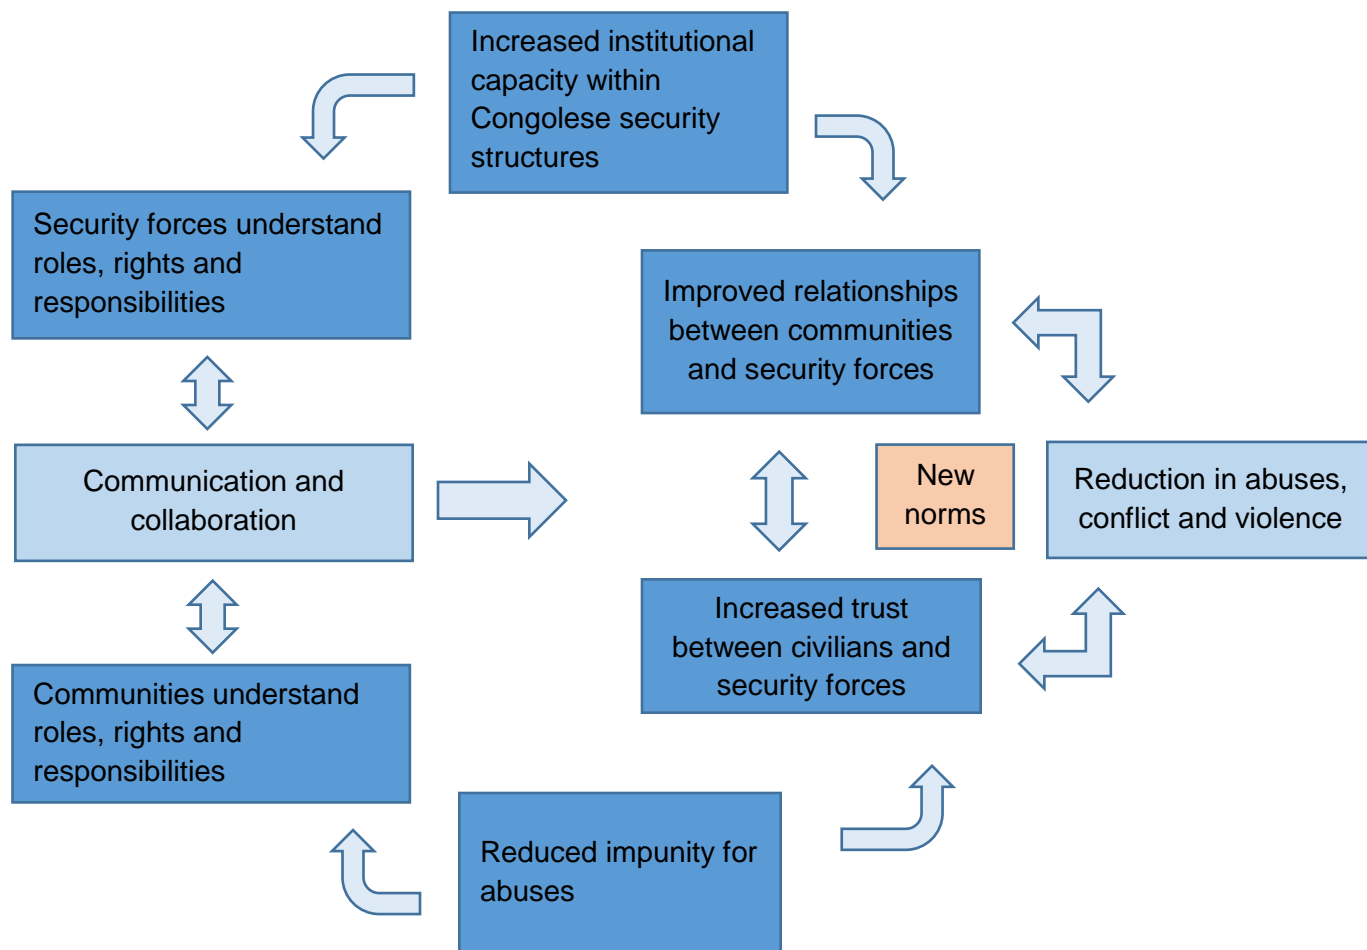 Increased institutional
capacity within
Congolese security
structures
Security forces understand
roles, rights and
responsibilities
Improved relationships
between communities
and security forces
Communication and
collaboration
New
norms
Reduction in abuses,
conflict and violence
Increased trust
between civilians and
security forces
Communities understand
roles, rights and
responsibilities
Reduced impunity for
abuses